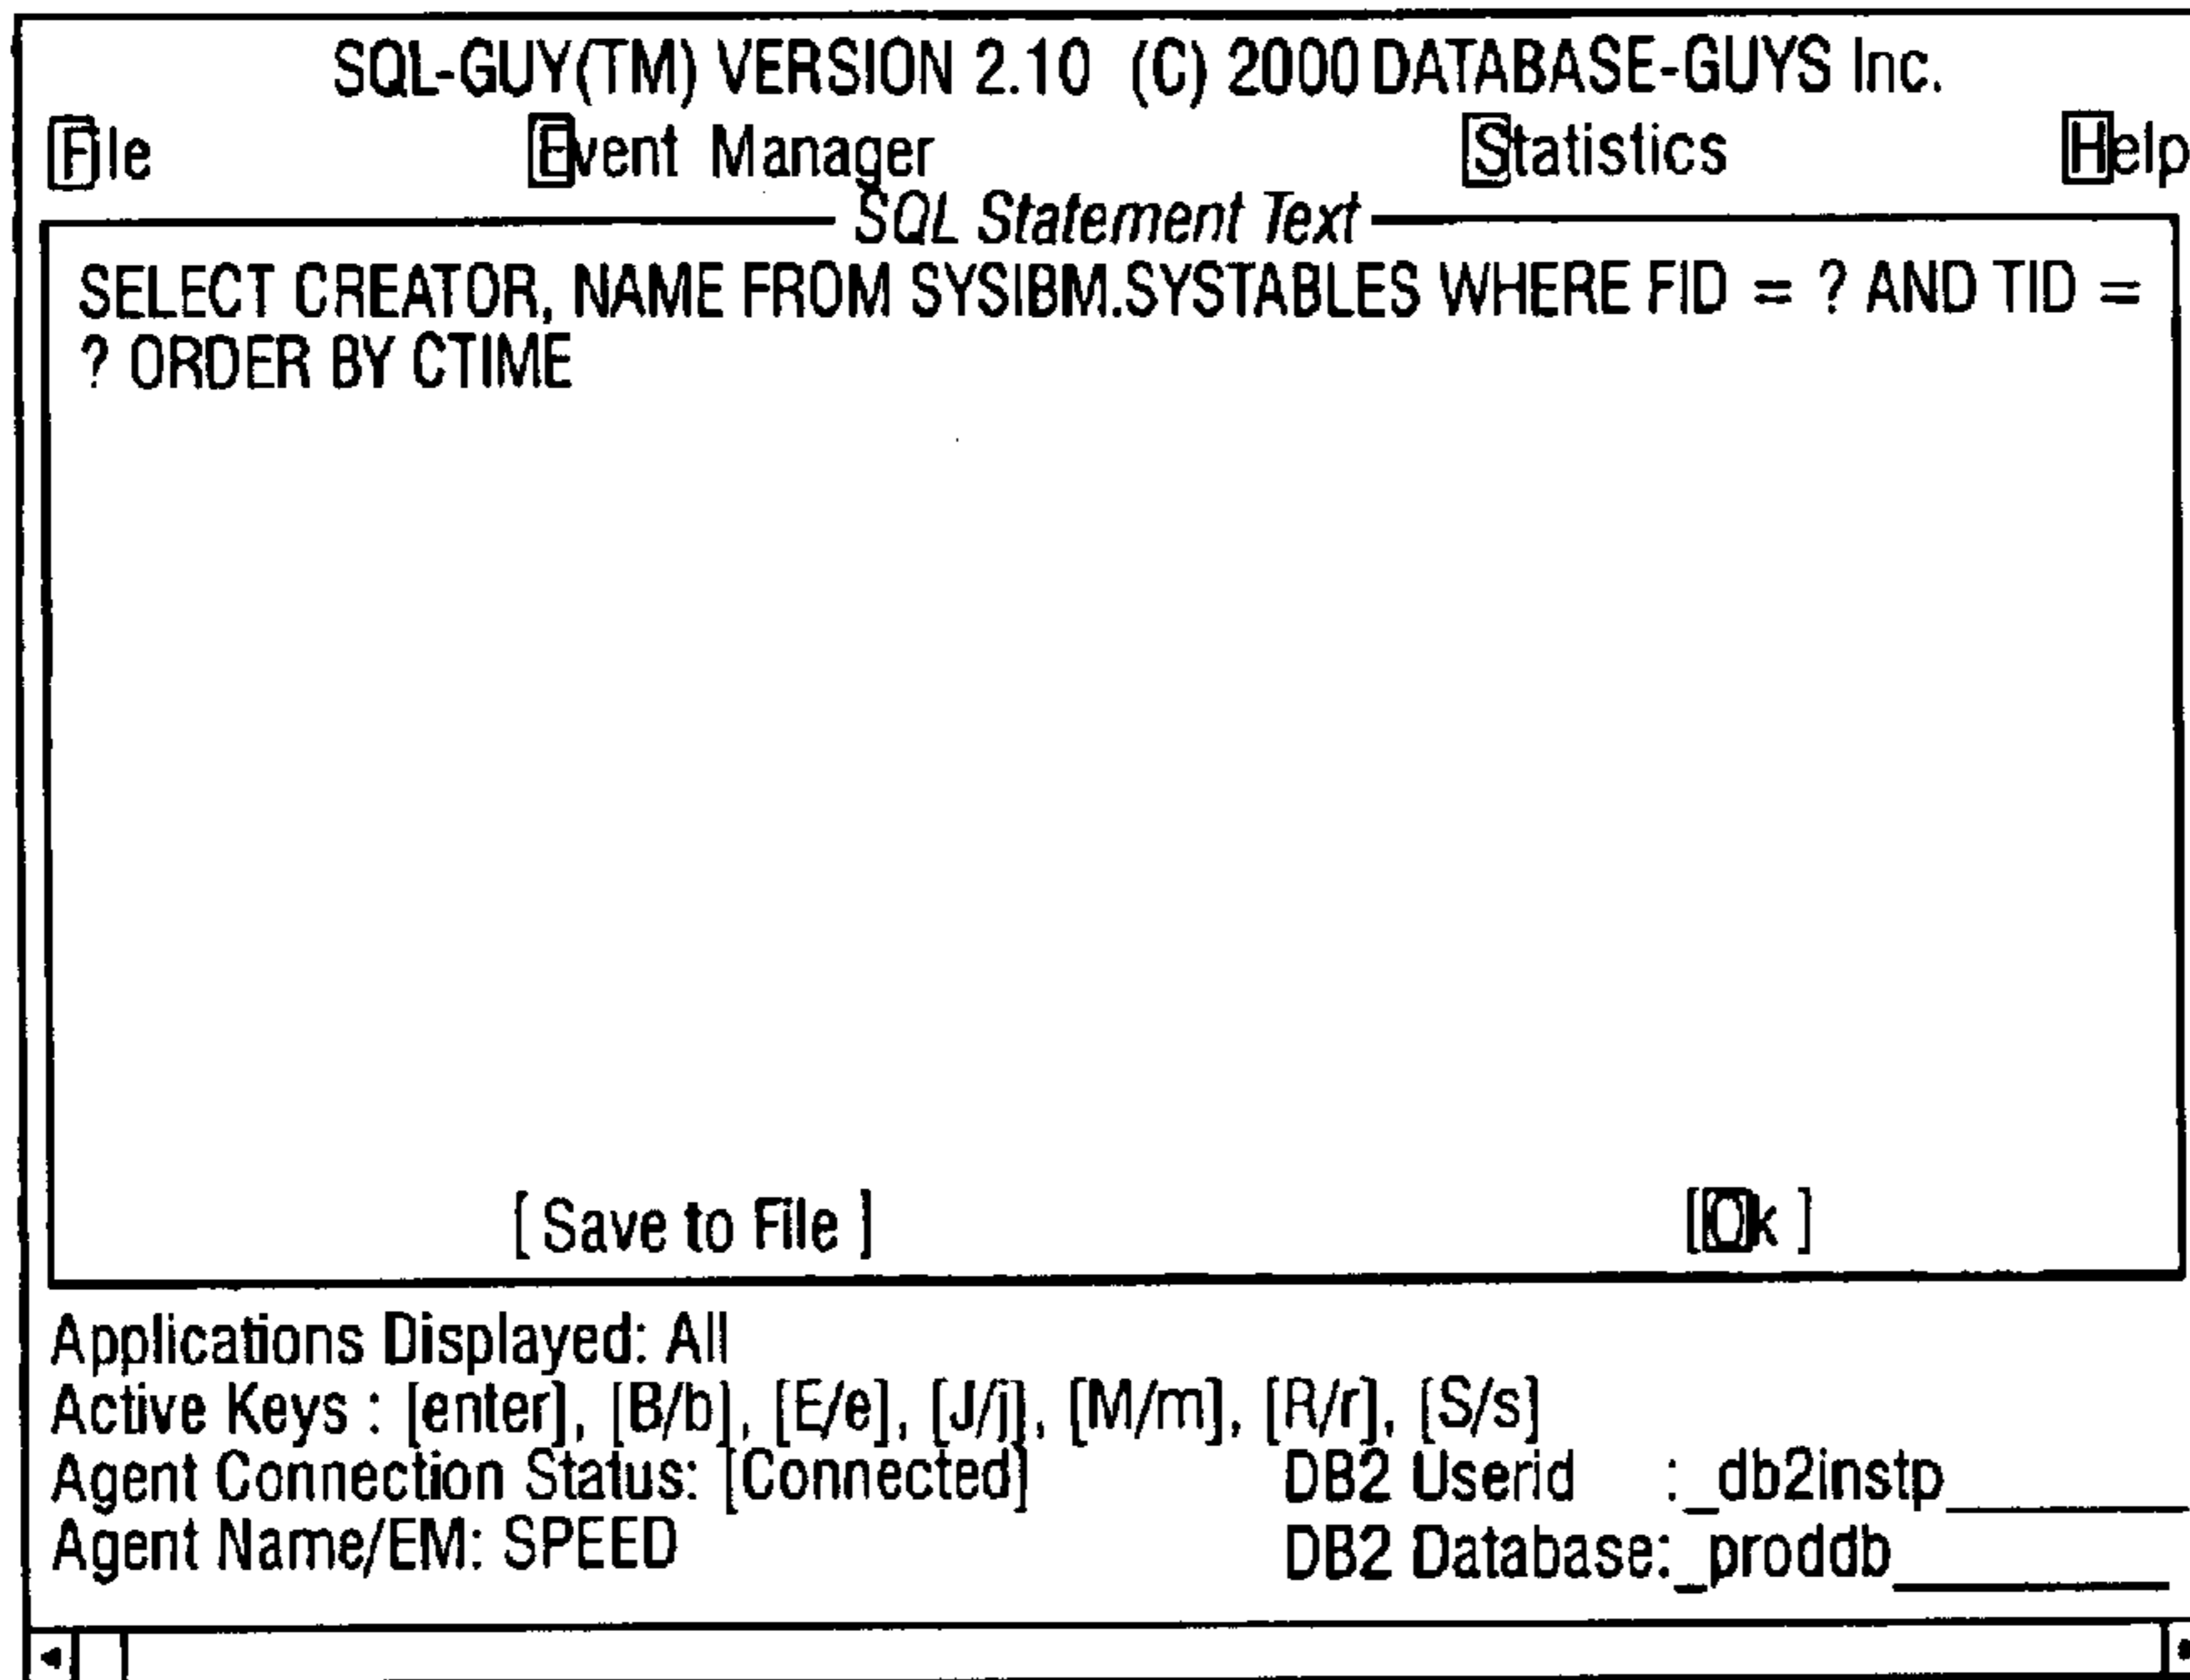 SQL-GUY(TM) VERSION 2.10 (C) 2000 DATABASE-GUYS Inc.
File Event Manager Statistics Help
SQL Statement Text
SELECT CREATOR, NAME FROM SYSIBM.SYSTABLES WHERE FID = ? AND TID =
? ORDER BY CTIME
[ Save to File ] [Ok ]
Applications Displayed: All
Active Keys : [enter], [B/b], [E/e], [J/j], [M/m], [R/r], [S/s]
Agent Connection Status: [Connected] DB2 Userid :_db2instp______
Agent Name/EM: SPEED DB2 Database:_proddb_______